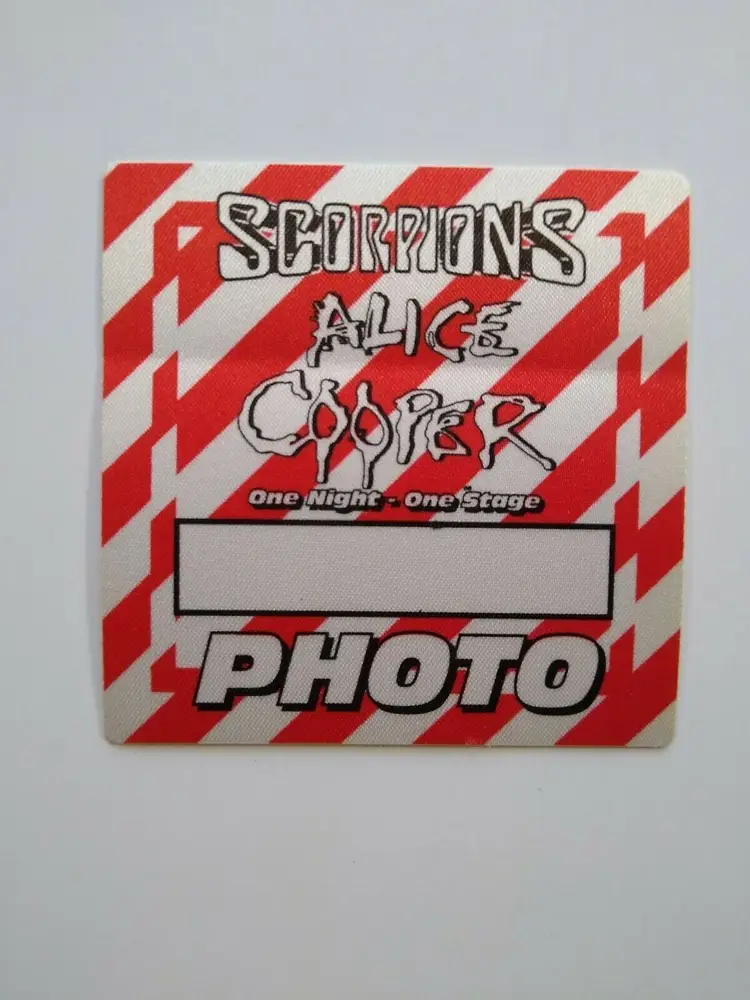 SCORPIONS
ALICE
COOPER
One Night - One Stage
PHOTO